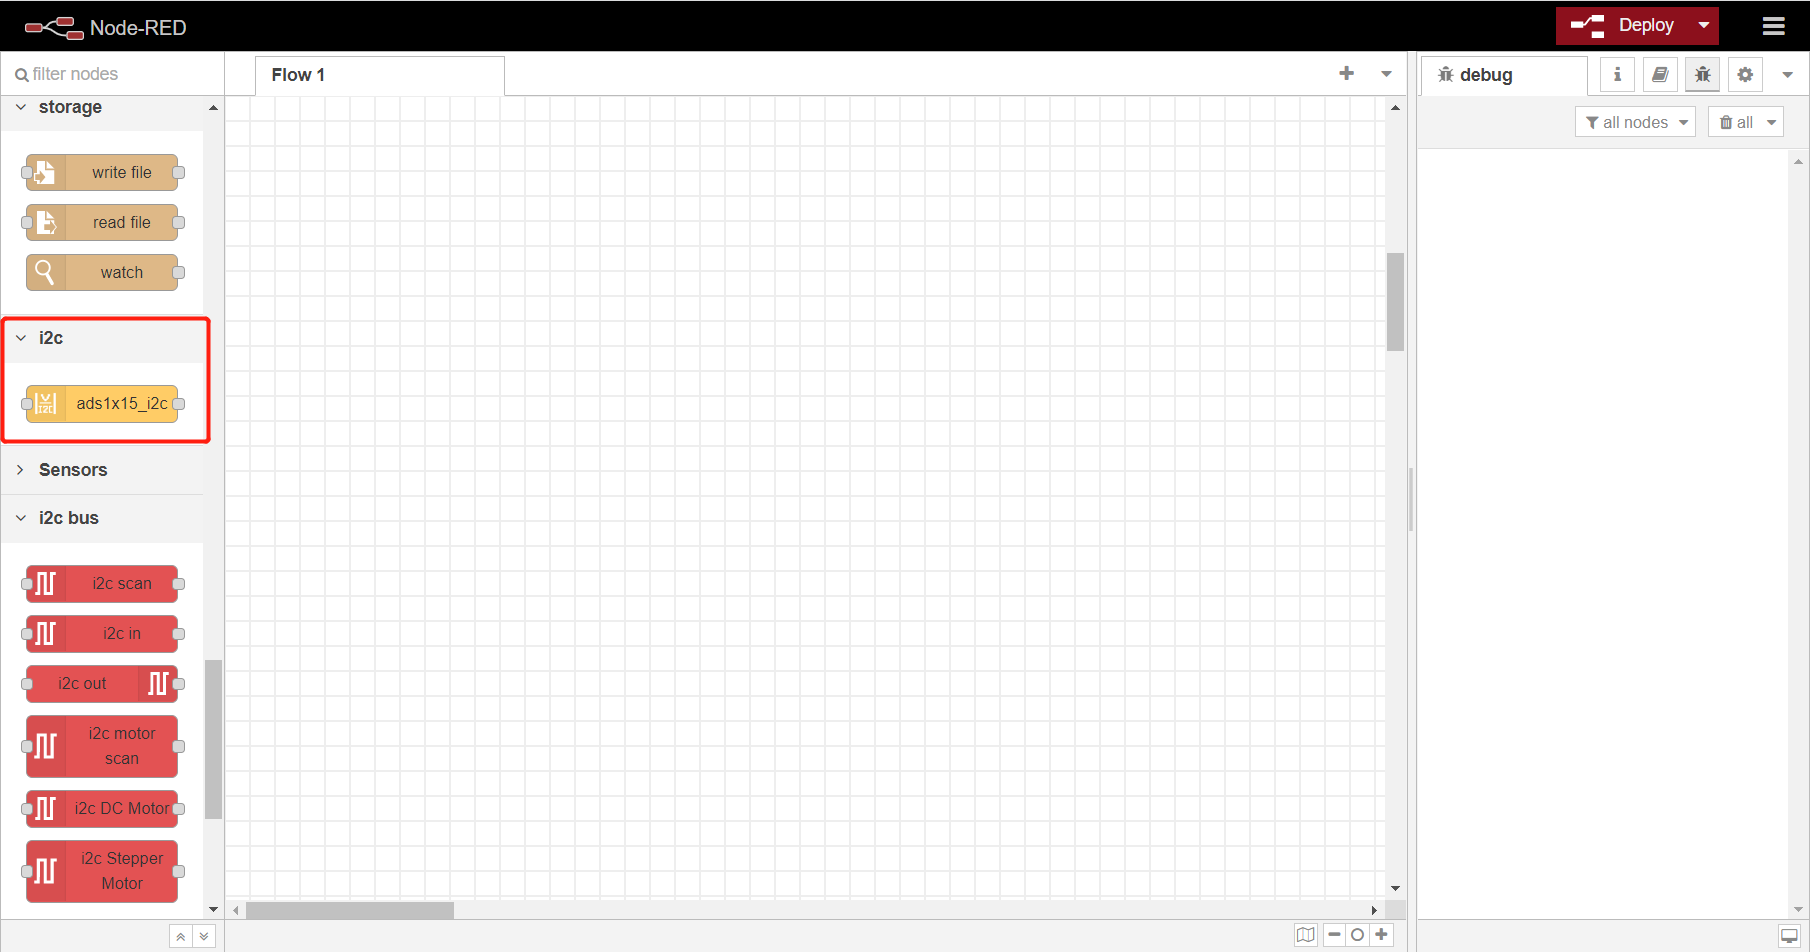 Node-RED
Deploy
filter nodes
Flow 1
debug
i
all nodes
all
storage
write file
read file
watch
i2c
V
I2C
ads1x15_i2c
Sensors
i2c bus
i2c scan
i2c in
i2c out
i2c motor
scan
i2c DC Motor
i2c Stepper
Motor